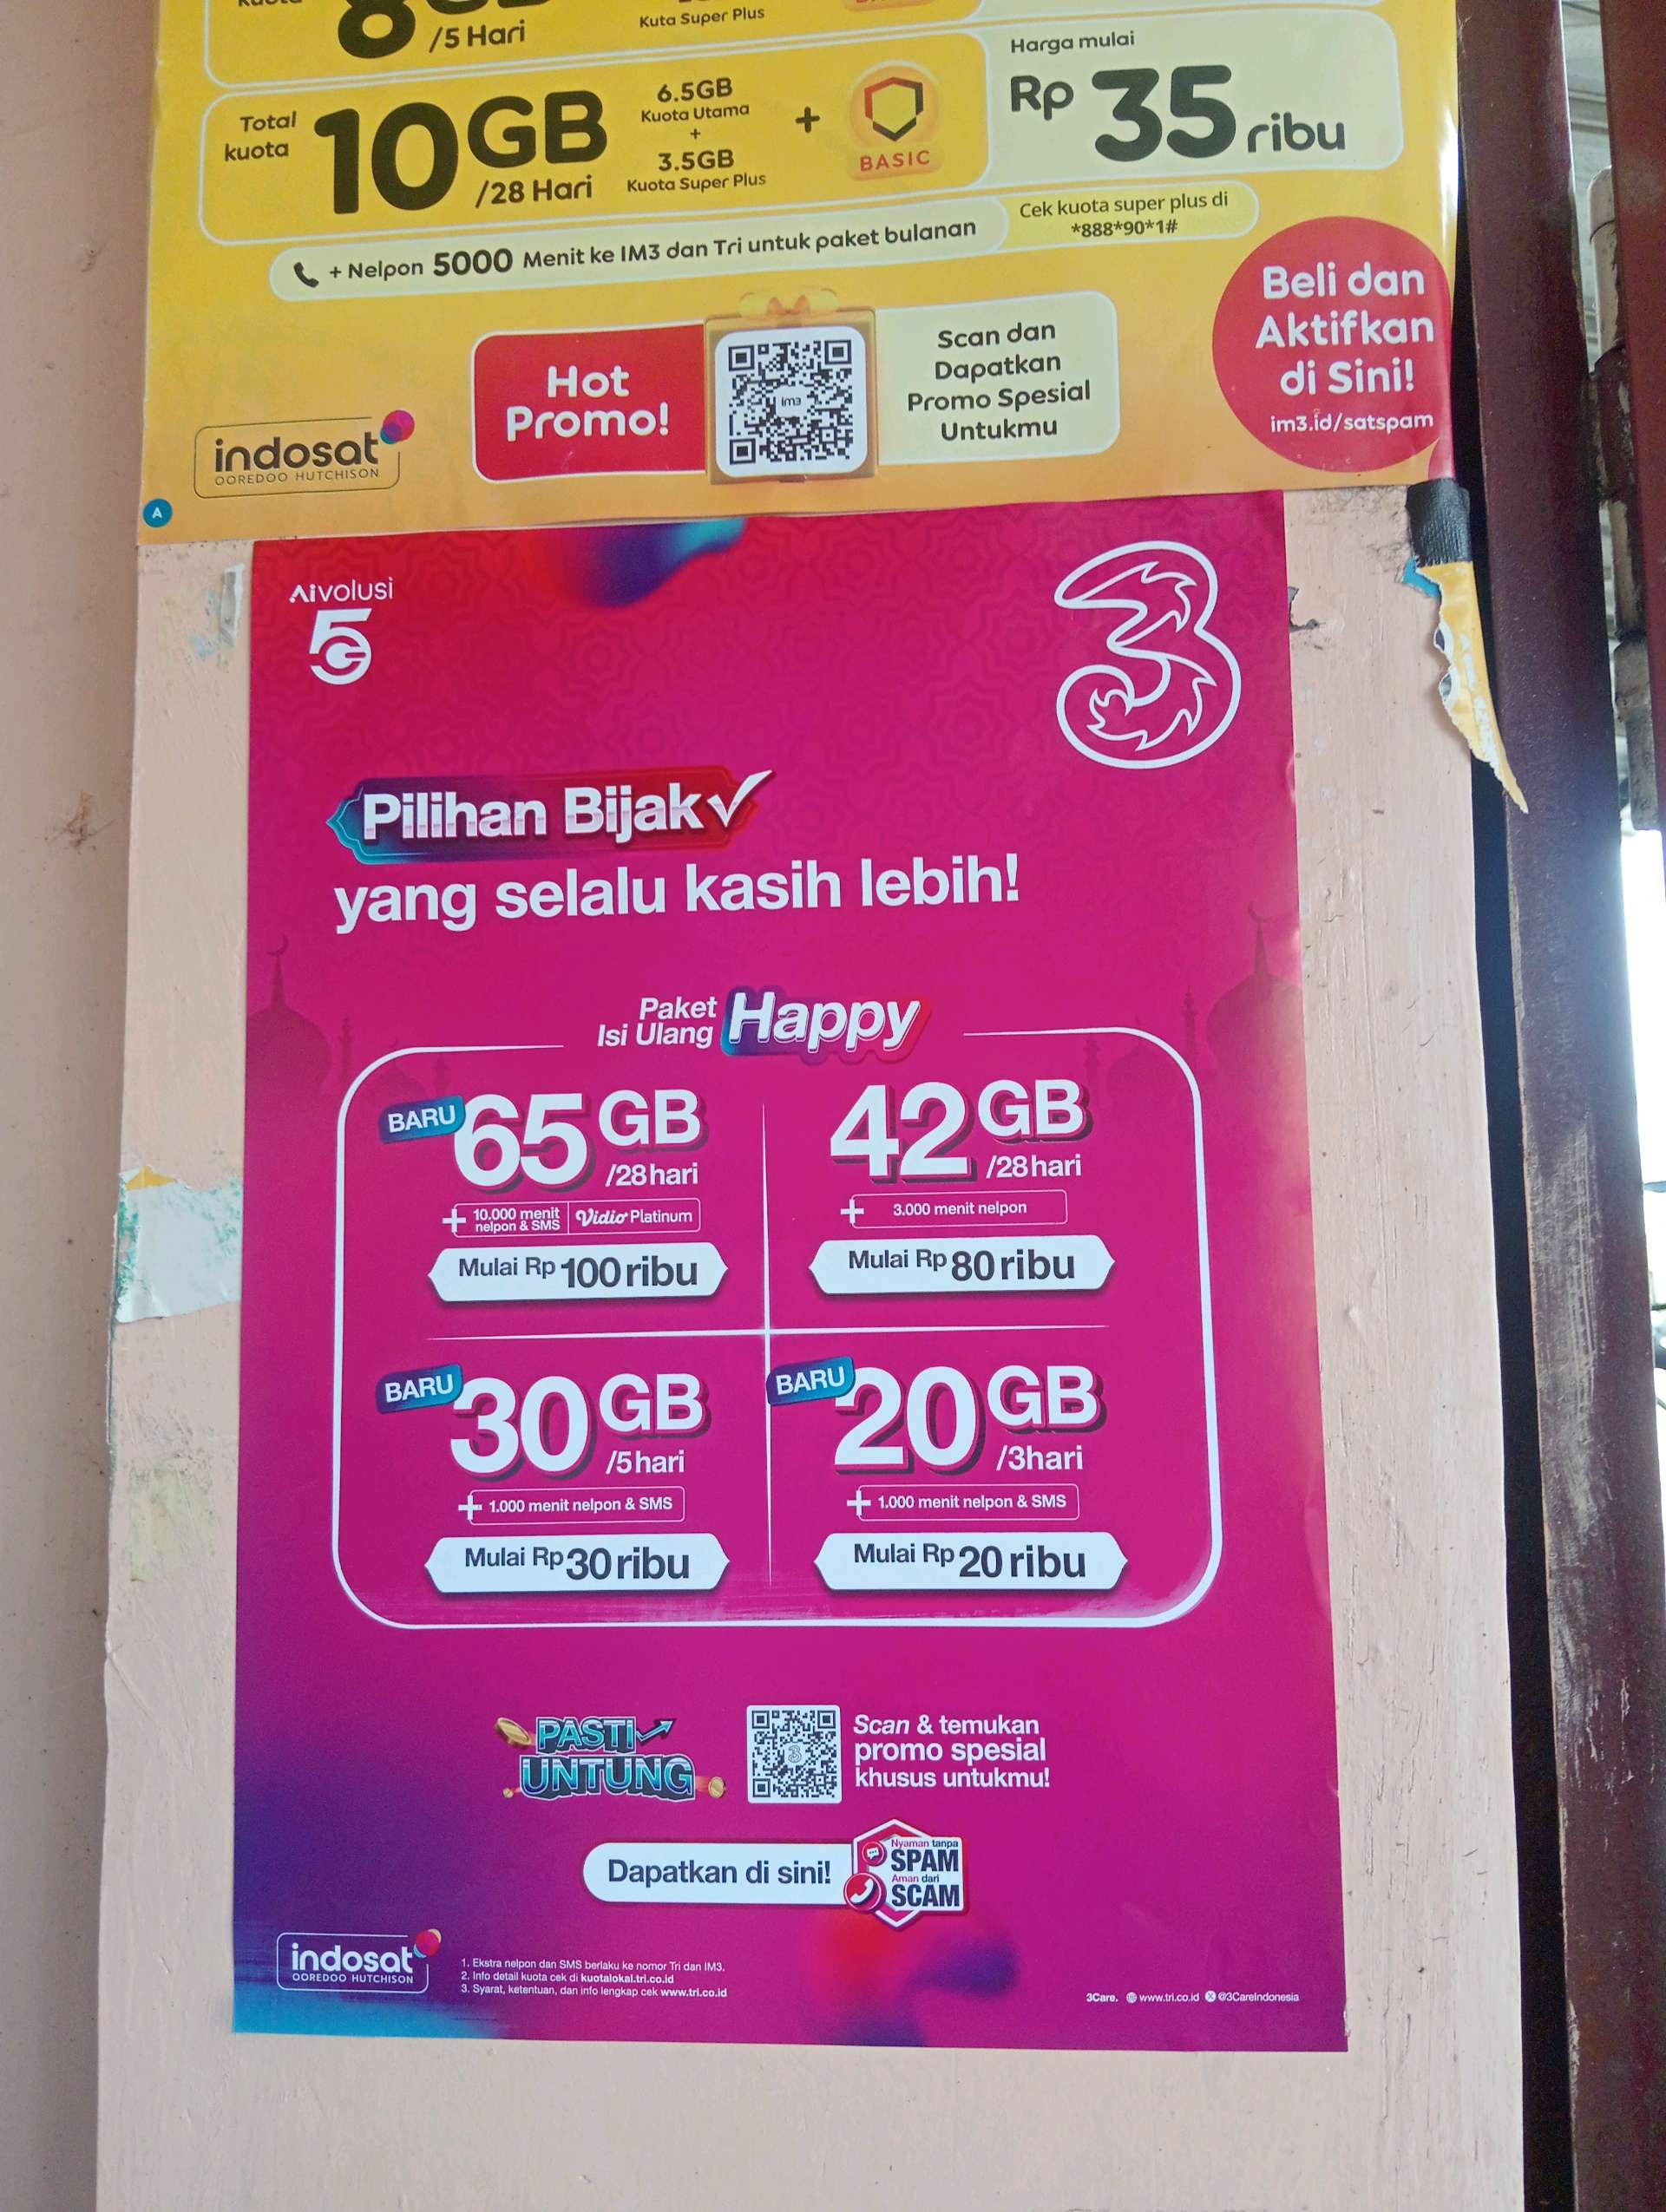 /5 Hari
Kuta Super Plus
Total
kuota
10GB
/28 Hari
6.5GB
Kuota Utama
+
3.5GB
Kuota Super Plus
+
BASIC
Harga mulai
Rp 35 ribu
+ Nelpon 5000 Menit ke IM3 dan Tri untuk paket bulanan
Cek kuota super plus di
*888*90*1#
Hot
Promo!
im3
Scan dan
Dapatkan
Promo Spesial
Untukmu
Beli dan
Aktifkan
di Sini!
im3.id/satspam
indosat
OOREDOO HUTCHISON
A
AIVOLUSI
5G
3
Pilihan Bijak
yang selalu kasih lebih!
Paket
Isi Ulang
Happy
BARU
65GB
/28hari
+ 10.000 menit
nelpon & SMS
Vidio Platinum
Mulai Rp 100 ribu
42GB
/28hari
+ 3.000 menit nelpon
Mulai Rp 80 ribu
BARU
30GB
/5hari
+ 1.000 menit nelpon & SMS
Mulai Rp 30 ribu
BARU
20GB
/3hari
+ 1.000 menit nelpon & SMS
Mulai Rp 20 ribu
PASTI
UNTUNG
Scan & temukan
promo spesial
khusus untukmu!
Dapatkan di sini!
Nyaman tanpa
SPAM
Aman dari
SCAM
indosat
OOREDOO HUTCHISON
1. Ekstra nelpon dan SMS berlaku ke nomor Tri dan IM3.
2. Info detail kuota cek di kuotalokal.tri.co.id
3. Syarat, ketentuan, dan info lengkap cek www.tri.co.id
3Care. www.tri.co.id @3CareIndonesia